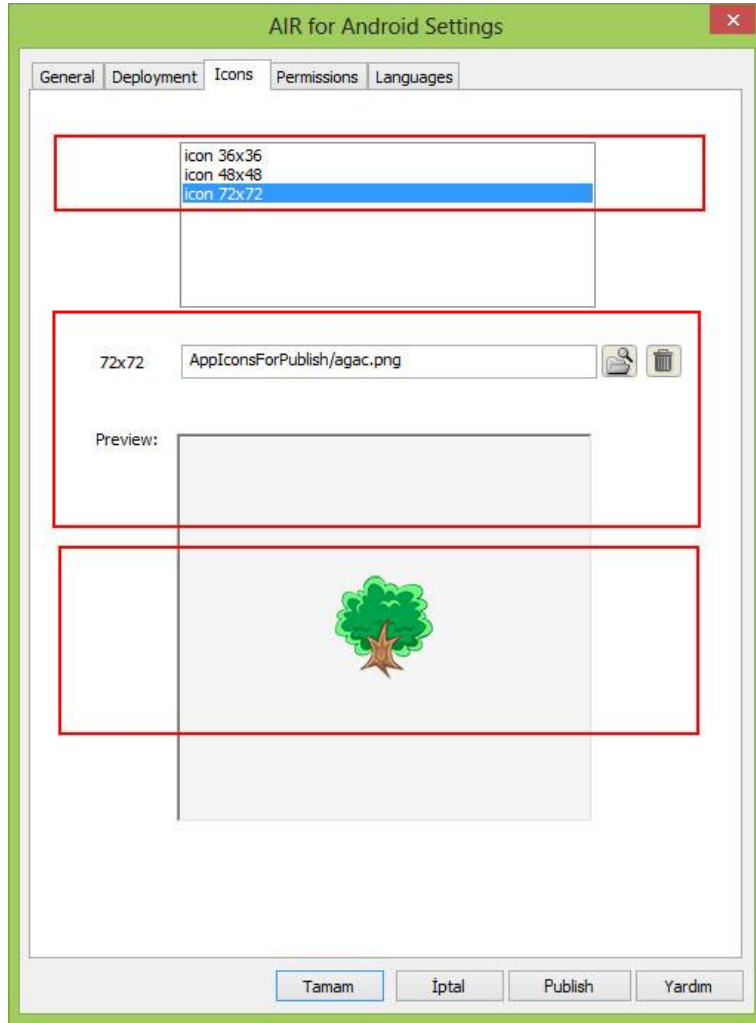 AIR for Android Settings
General Deployment Icons Permissions Languages
icon 36x36
icon 48x48
icon 72x72
72x72 AppIconsForPublish/agac.png
Preview:
Tamam İptal Publish Yardım